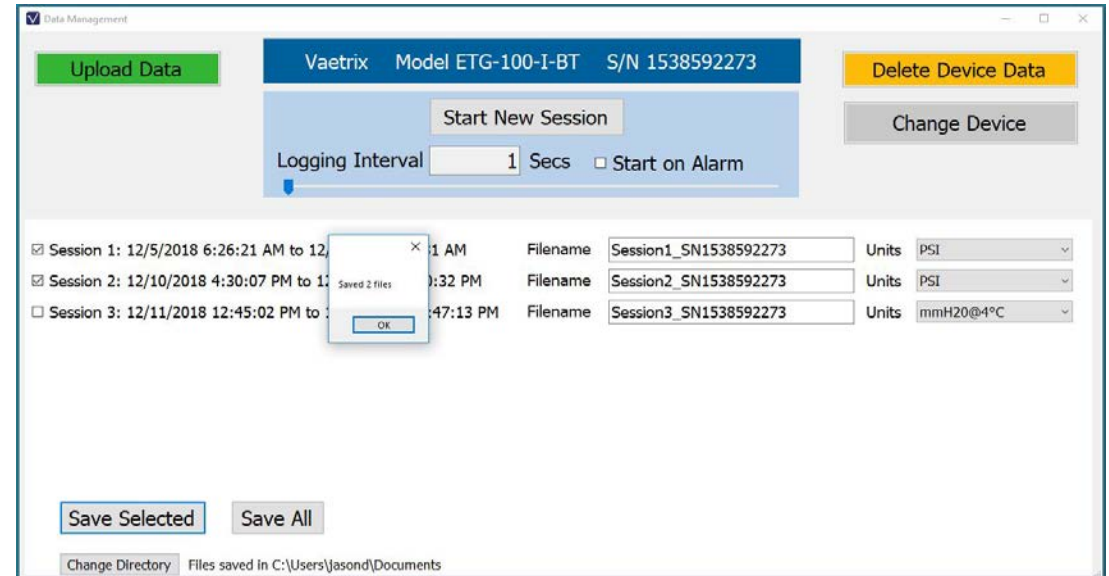 Data Management
Upload Data
Vaetrix Model ETG-100-I-BT S/N 1538592273
Delete Device Data
Start New Session
Change Device
Logging Interval 1 Secs Start on Alarm
Session 1: 12/5/2018 6:26:21 AM to 12/ 1 AM Filename Session1_SN1538592273 Units PSI
Session 2: 12/10/2018 4:30:07 PM to 1 0:32 PM Filename Session2_SN1538592273 Units PSI
Session 3: 12/11/2018 12:45:02 PM to :47:13 PM Filename Session3_SN1538592273 Units mmH20@4°C
Saved 2 files
OK
Save Selected Save All
Change Directory Files saved in C:\Users\jasond\Documents